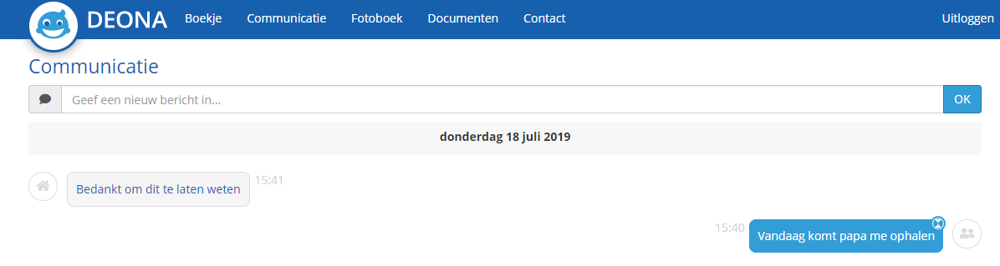 DEONA Boekje Communicatie Fotoboek Documenten Contact Uitloggen
Communicatie
Geef een nieuw bericht in... OK
donderdag 18 juli 2019
Bedankt om dit te laten weten 15:41
15:40 Vandaag komt papa me ophalen